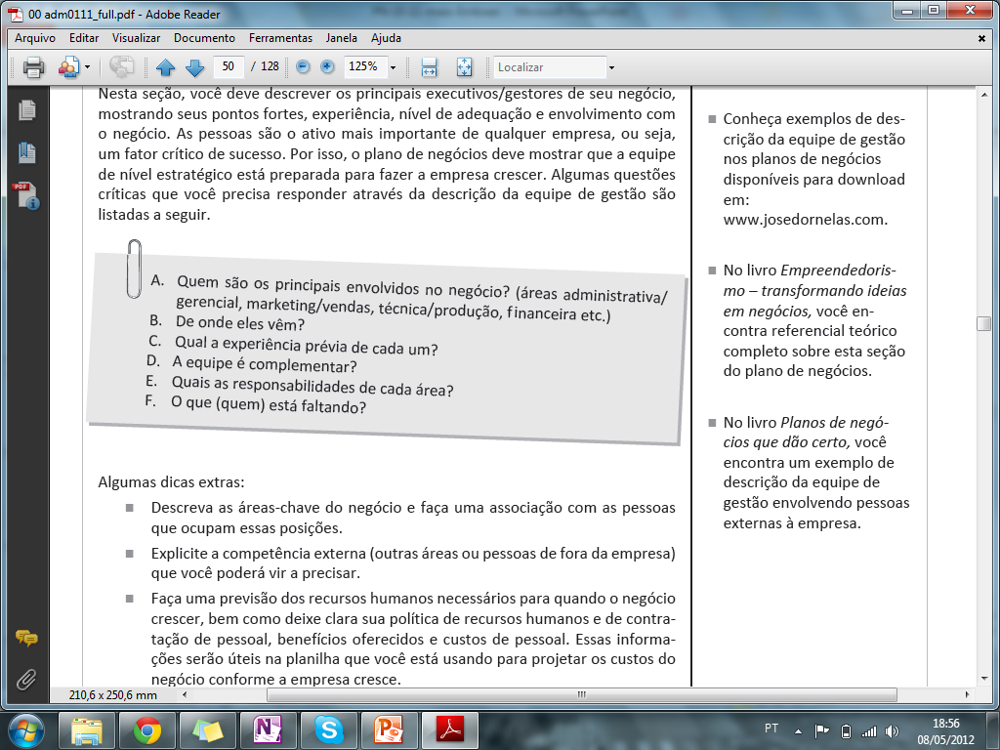 00 adm0111_full.pdf - Adobe Reader
Arquivo Editar Visualizar Documento Ferramentas Janela Ajuda
50 / 128 125% Localizar
Nesta seção, você deve descrever os principais executivos/gestores de seu negócio,
mostrando seus pontos fortes, experiência, nível de adequação e envolvimento com
o negócio. As pessoas são o ativo mais importante de qualquer empresa, ou seja,
um fator crítico de sucesso. Por isso, o plano de negócios deve mostrar que a equipe
de nível estratégico está preparada para fazer a empresa crescer. Algumas questões
críticas que você precisa responder através da descrição da equipe de gestão são
listadas a seguir.
A. Quem são os principais envolvidos no negócio? (áreas administrativa/
gerencial, marketing/vendas, técnica/produção, financeira etc.)
B. De onde eles vêm?
C. Qual a experiência prévia de cada um?
D. A equipe é complementar?
E. Quais as responsabilidades de cada área?
F. O que (quem) está faltando?
Algumas dicas extras:
■ Descreva as áreas-chave do negócio e faça uma associação com as pessoas
que ocupam essas posições.
■ Explicite a competência externa (outras áreas ou pessoas de fora da empresa)
que você poderá vir a precisar.
■ Faça uma previsão dos recursos humanos necessários para quando o negócio
crescer, bem como deixe clara sua política de recursos humanos e de contra-
tação de pessoal, benefícios oferecidos e custos de pessoal. Essas informa-
ções serão úteis na planilha que você está usando para projetar os custos do
negócio conforme a empresa cresce.
■ Conheça exemplos de des-
crição da equipe de gestão
nos planos de negócios
disponíveis para download
em:
www.josedornelas.com.
■ No livro Empreendedoris-
mo – transformando ideias
em negócios, você en-
contra referencial teórico
completo sobre esta seção
do plano de negócios.
■ No livro Planos de negó-
cios que dão certo, você
encontra um exemplo de
descrição da equipe de
gestão envolvendo pessoas
externas à empresa.
210,6 x 250,6 mm
PT 18:56
08/05/2012